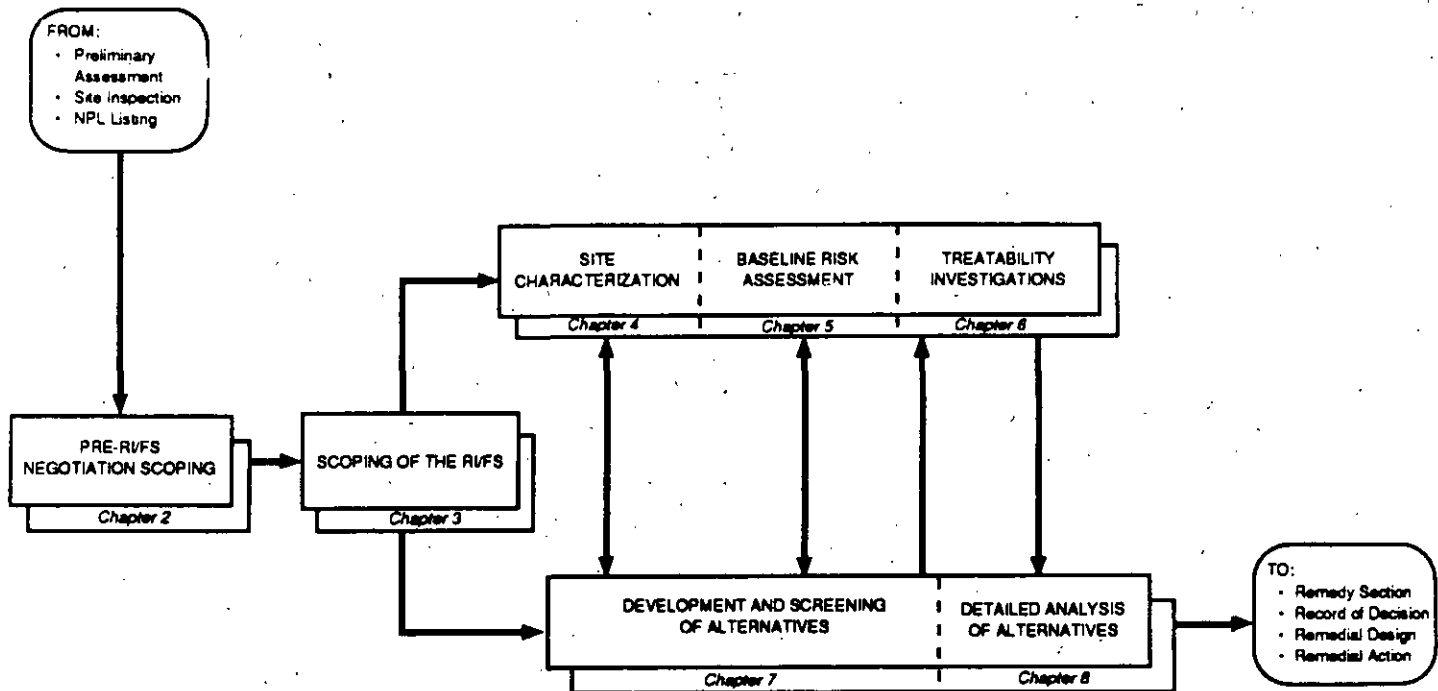 FROM:
• Preliminary
Assessment
• Site Inspection
• NPL Listing
SITE
CHARACTERIZATION
Chapter 4
BASELINE RISK
ASSESSMENT
Chapter 5
TREATABILITY
INVESTIGATIONS
Chapter 6
PRE-RI/FS
NEGOTIATION SCOPING
Chapter 2
SCOPING OF THE RI/FS
Chapter 3
DEVELOPMENT AND SCREENING
OF ALTERNATIVES
Chapter 7
DETAILED ANALYSIS
OF ALTERNATIVES
Chapter 8
TO:
• Remedy Section
• Record of Decision
• Remedial Design
• Remedial Action